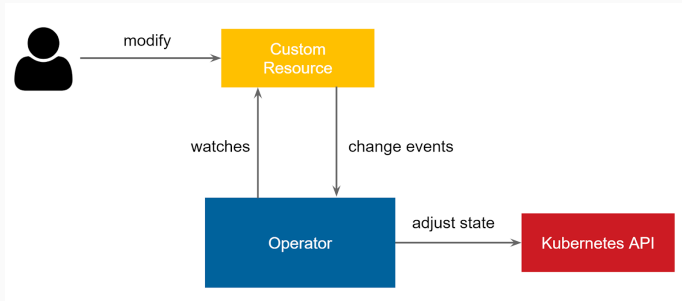 modify
Custom
Resource
watches
change events
Operator
adjust state
Kubernetes API